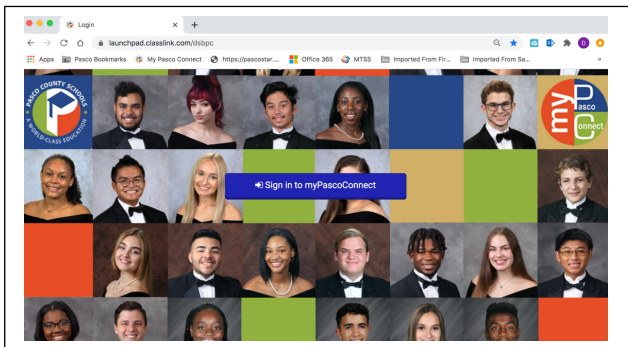 Login
launchpad.classlink.com/dsbpc
D
Apps Pasco Bookmarks My Pasco Connect https://pascostar.... Office 365 MTSS Imported From Fir... Imported From Sa... »
PASCO COUNTY SCHOOLS
A WORLD-CLASS EDUCATION
my Pasco Connect
Sign in to myPascoConnect